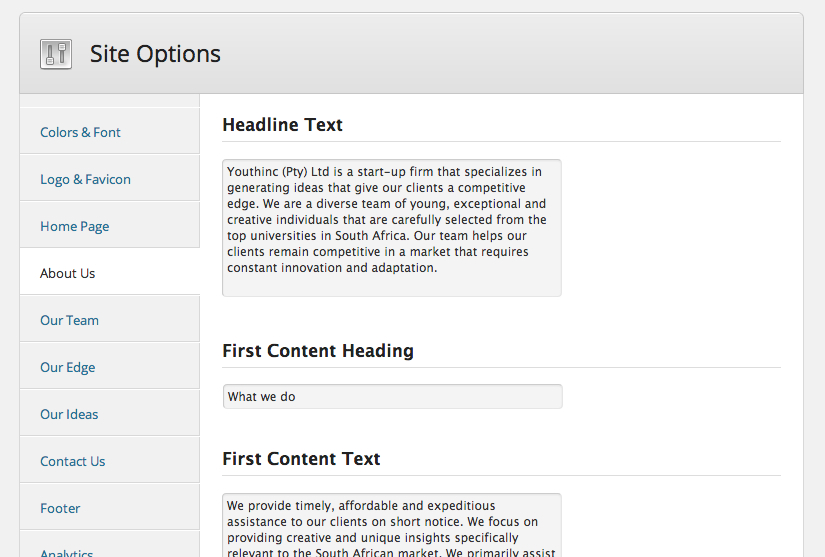 Site Options
Colors & Font
Logo & Favicon
Home Page
About Us
Our Team
Our Edge
Our Ideas
Contact Us
Footer
Analytics
Headline Text
Youthinc (Pty) Ltd is a start-up firm that specializes in
generating ideas that give our clients a competitive
edge. We are a diverse team of young, exceptional and
creative individuals that are carefully selected from the
top universities in South Africa. Our team helps our
clients remain competitive in a market that requires
constant innovation and adaptation.
First Content Heading
What we do
First Content Text
We provide timely, affordable and expeditious
assistance to our clients on short notice. We focus on
providing creative and unique insights specifically
relevant to the South African market. We primarily assist